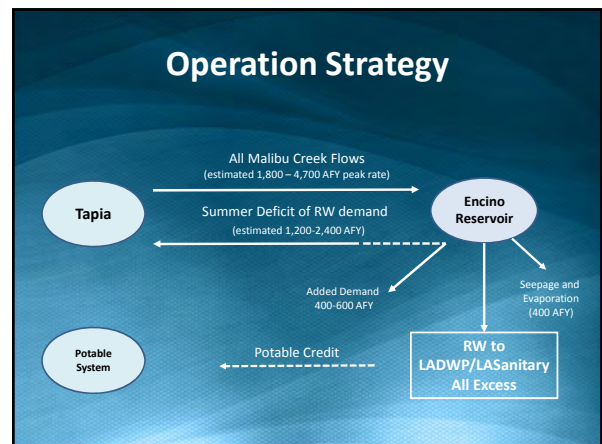 Operation Strategy
All Malibu Creek Flows
(estimated 1,800 – 4,700 AFY peak rate)
Tapia
Encino
Reservoir
Summer Deficit of RW demand
(estimated 1,200-2,400 AFY)
Added Demand
400-600 AFY
Seepage and
Evaporation
(400 AFY)
Potable
System
Potable Credit
RW to
LADWP/LASanitary
All Excess